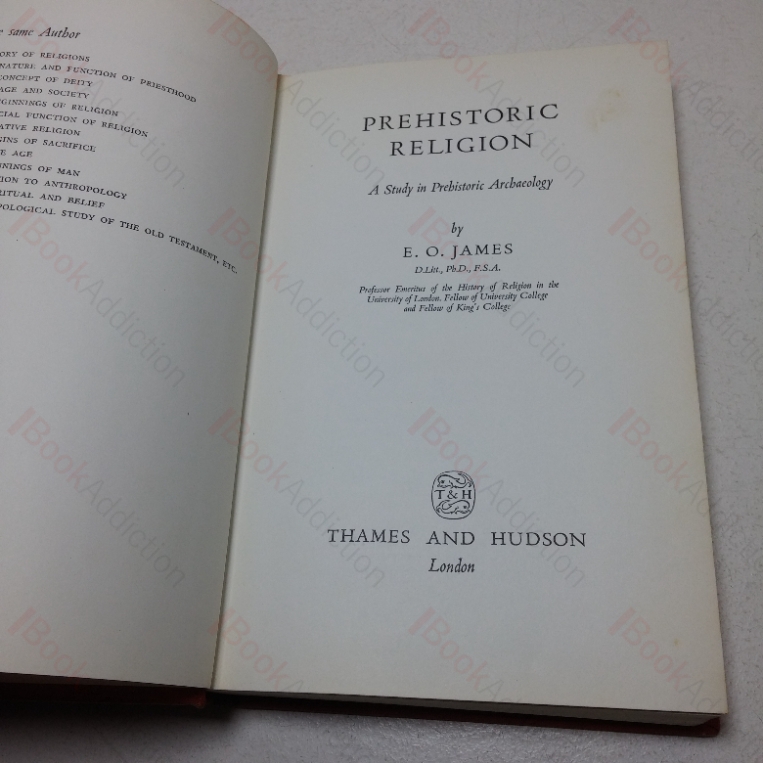 same Author
ORY OF RELIGIONS
NATURE AND FUNCTION OF PRIESTHOOD
CONCEPT OF DEITY
AGE AND SOCIETY
GINNINGS OF RELIGION
CIAL FUNCTION OF RELIGION
ATIVE RELIGION
GINS OF SACRIFICE
E AGE
NNINGS OF MAN
ION TO ANTHROPOLOGY
RITUAL AND BELIEF
POLOGICAL STUDY OF THE OLD TESTAMENT, ETC.
PREHISTORIC
RELIGION
A Study in Prehistoric Archaeology
by
E. O. JAMES
D.Litt., Ph.D., F.S.A.
Professor Emeritus of the History of Religion in the
University of London. Fellow of University College
and Fellow of King's College
T & H
THAMES AND HUDSON
London
BookAddiction